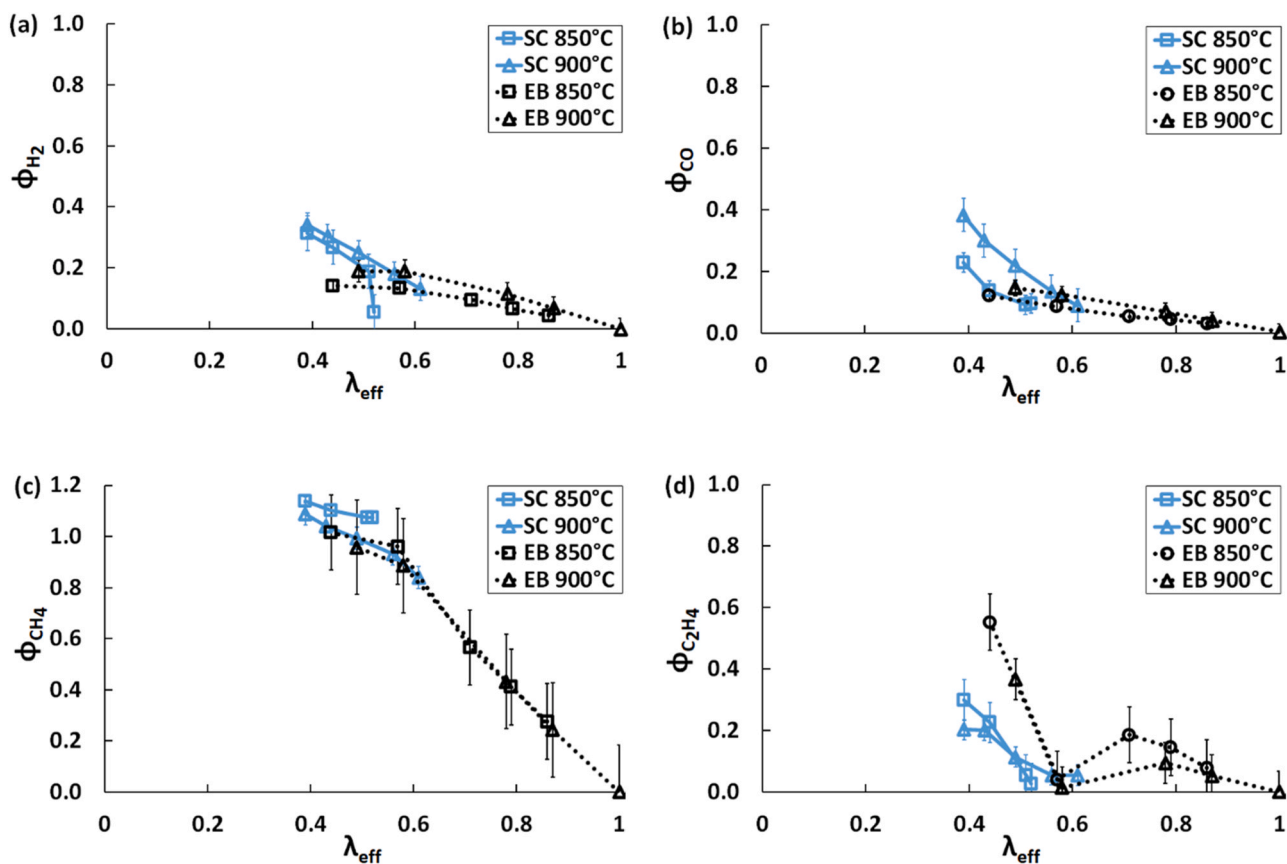 (a)
1.0
0.8
0.6
0.4
0.2
0.0
ΦH₂
0
0.2
0.4
0.6
0.8
1
λeff
SC 850°C
SC 900°C
EB 850°C
EB 900°C
(b)
1.0
0.8
0.6
0.4
0.2
0.0
ΦCO
0
0.2
0.4
0.6
0.8
1
λeff
SC 850°C
SC 900°C
EB 850°C
EB 900°C
(c)
1.2
1.0
0.8
0.6
0.4
0.2
0.0
ΦCH₄
0
0.2
0.4
0.6
0.8
1
λeff
SC 850°C
SC 900°C
EB 850°C
EB 900°C
(d)
1.0
0.8
0.6
0.4
0.2
0.0
ΦC₂H₄
0
0.2
0.4
0.6
0.8
1
λeff
SC 850°C
SC 900°C
EB 850°C
EB 900°C